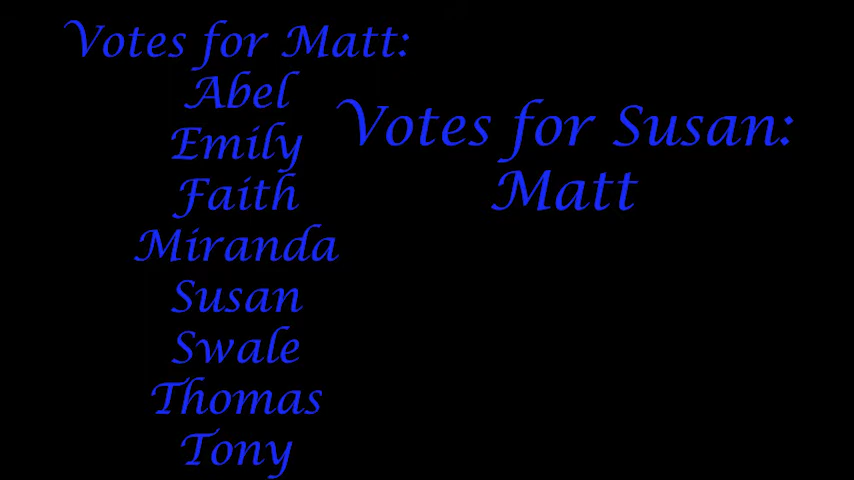 Votes for Matt:
Abel
Emily
Faith
Miranda
Susan
Swale
Thomas
Tony
Votes for Susan:
Matt